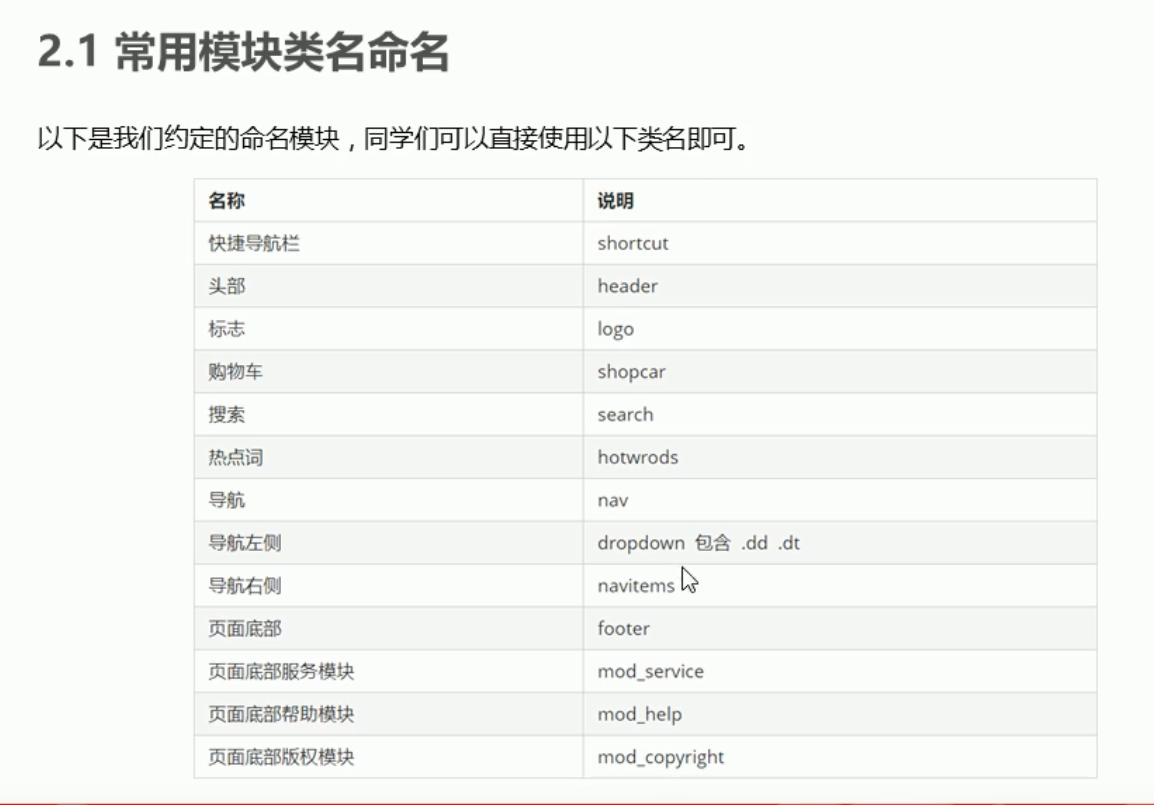 2.1 常用模块类名命名
以下是我们约定的命名模块，同学们可以直接使用以下类名即可。
名称 说明
快捷导航栏 shortcut
头部 header
标志 logo
购物车 shopcar
搜索 search
热点词 hotwrods
导航 nav
导航左侧 dropdown 包含 .dd .dt
导航右侧 navitems
页面底部 footer
页面底部服务模块 mod_service
页面底部帮助模块 mod_help
页面底部版权模块 mod_copyright